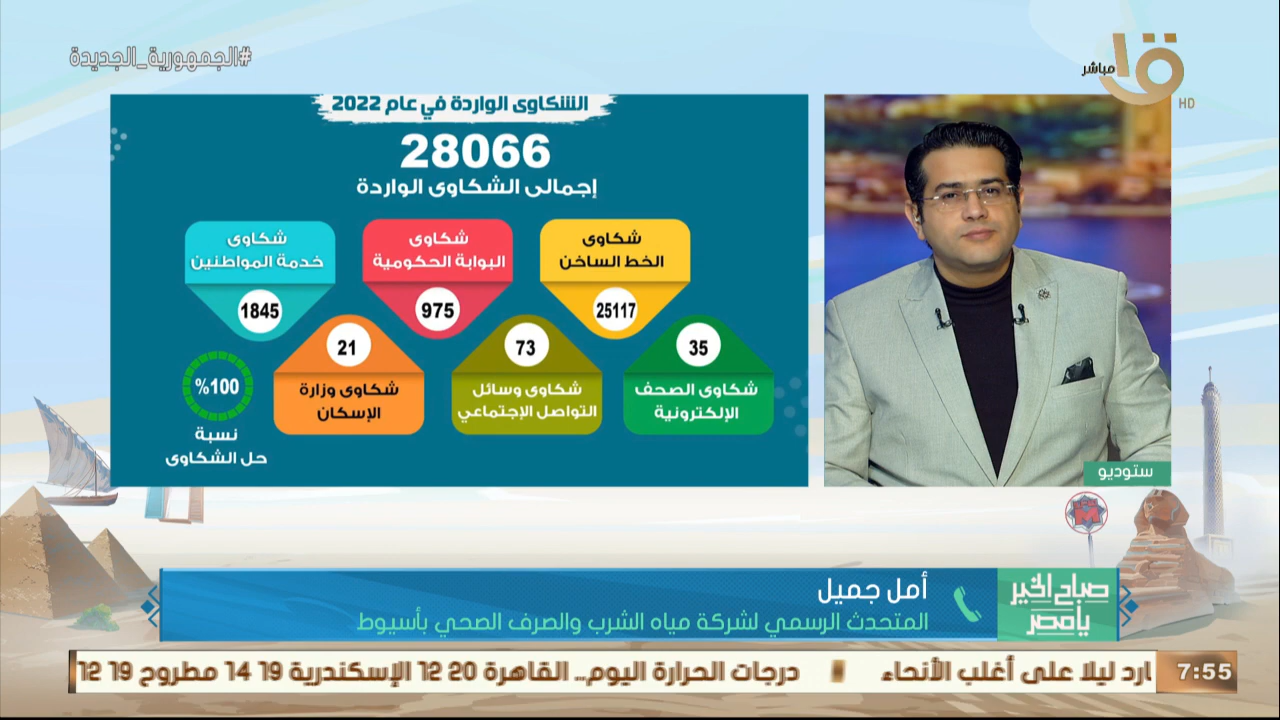 #الجمهورية_الجديدة
مباشر
HD
الشكاوى الواردة في عام 2022
28066
إجمالى الشكاوى الواردة
شكاوى
الخط الساخن
25117
شكاوى
البوابة الحكومية
975
شكاوى
خدمة المواطنين
1845
35
شكاوى الصحف
الإلكترونية
73
شكاوى وسائل
التواصل الإجتماعي
21
شكاوى وزارة
الإسكان
%100
نسبة
حل الشكاوى
ستوديو
صباح الخير
يا مصر
أمل جميل
المتحدث الرسمي لشركة مياه الشرب والصرف الصحي بأسيوط
7:55
ارد ليلا على أغلب الأنحاء درجات الحرارة اليوم.. القاهرة 20 12 الإسكندرية 19 14 مطروح 19 12